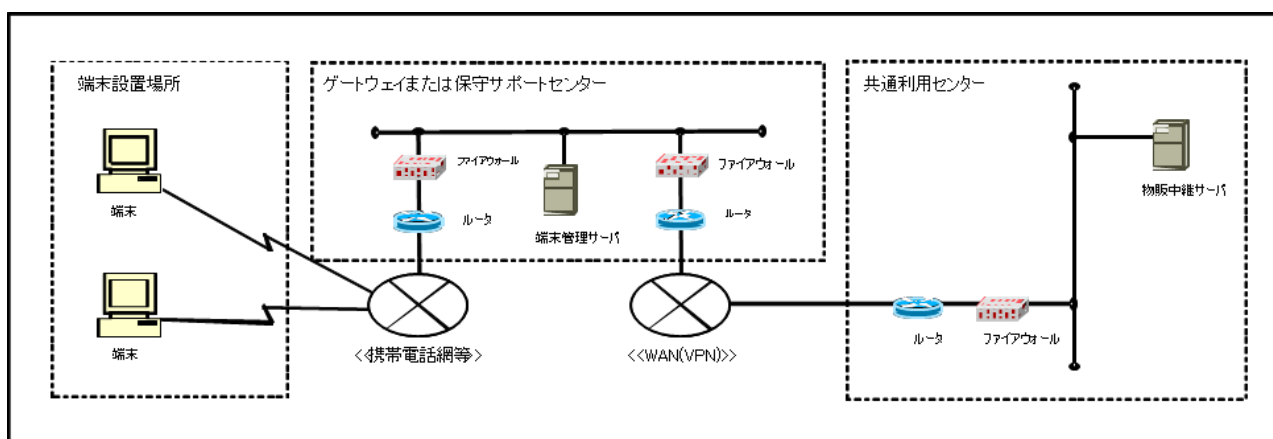 端末設置場所
端末
端末
ゲートウェイまたは保守サポートセンター
ファイアウォール
ルータ
端末管理サーバ
ファイアウォール
ルータ
<<携帯電話網等>
<<WAN(VPN)>>
共通利用センター
物販中継サーバ
ルータ
ファイアウォール